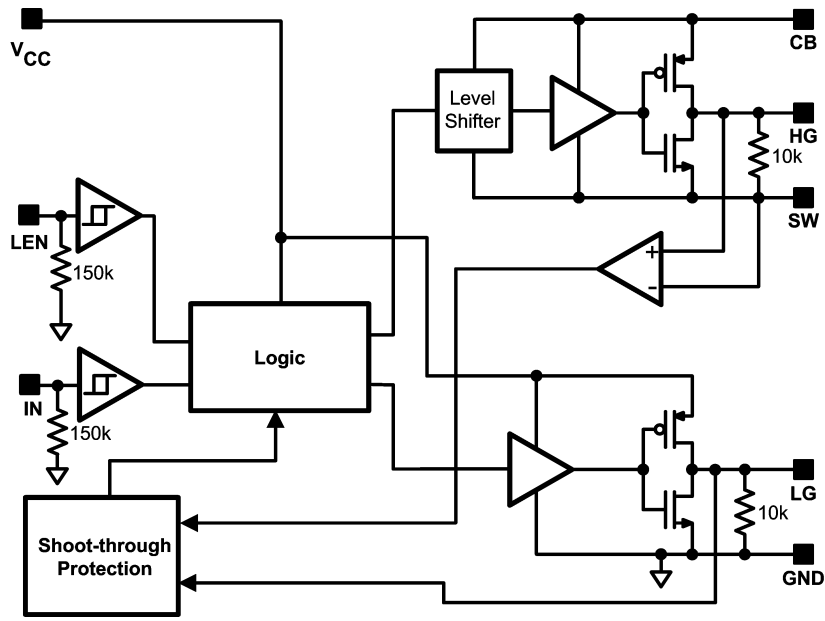 VCC
CB
Level
Shifter
HG
10k
SW
LEN
150k
+
-
Logic
IN
150k
LG
10k
Shoot-through
Protection
GND